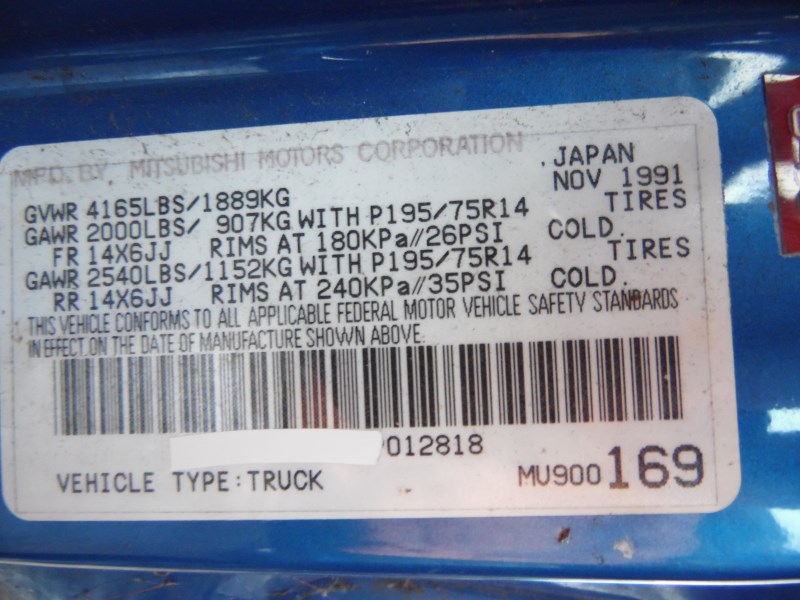 MFD. BY MITSUBISHI MOTORS CORPORATION .JAPAN
NOV 1991
GVWR 4165LBS/1889KG
GAWR 2000LBS/ 907KG WITH P195/75R14 TIRES
FR 14X6JJ RIMS AT 180KPa//26PSI COLD.
GAWR 2540LBS/1152KG WITH P195/75R14 TIRES
RR 14X6JJ RIMS AT 240KPa//35PSI COLD.
THIS VEHICLE CONFORMS TO ALL APPLICABLE FEDERAL MOTOR VEHICLE SAFETY STANDARDS
IN EFFECT ON THE DATE OF MANUFACTURE SHOWN ABOVE.
012818
VEHICLE TYPE:TRUCK MU900 169